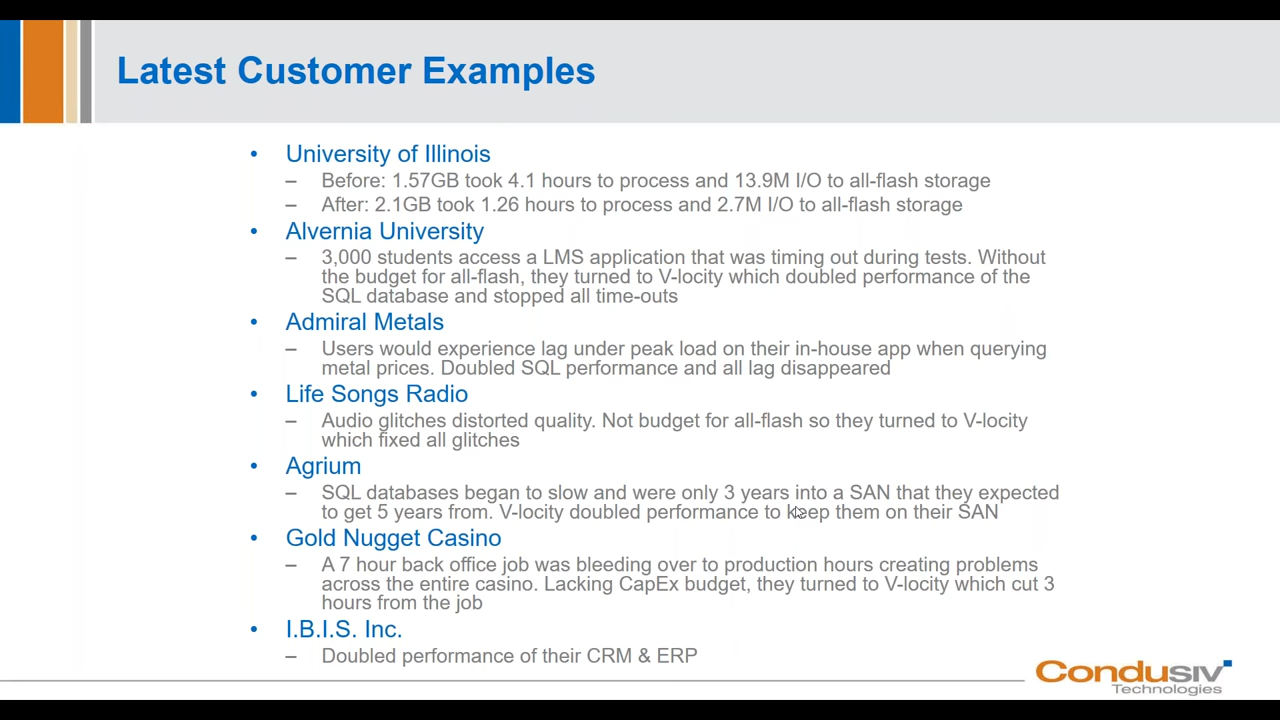 Latest Customer Examples
• University of Illinois
– Before: 1.57GB took 4.1 hours to process and 13.9M I/O to all-flash storage
– After: 2.1GB took 1.26 hours to process and 2.7M I/O to all-flash storage
• Alvernia University
– 3,000 students access a LMS application that was timing out during tests. Without
the budget for all-flash, they turned to V-locity which doubled performance of the
SQL database and stopped all time-outs
• Admiral Metals
– Users would experience lag under peak load on their in-house app when querying
metal prices. Doubled SQL performance and all lag disappeared
• Life Songs Radio
– Audio glitches distorted quality. Not budget for all-flash so they turned to V-locity
which fixed all glitches
• Agrium
– SQL databases began to slow and were only 3 years into a SAN that they expected
to get 5 years from. V-locity doubled performance to keep them on their SAN
• Gold Nugget Casino
– A 7 hour back office job was bleeding over to production hours creating problems
across the entire casino. Lacking CapEx budget, they turned to V-locity which cut 3
hours from the job
• I.B.I.S. Inc.
– Doubled performance of their CRM & ERP
Condusiv
Technologies